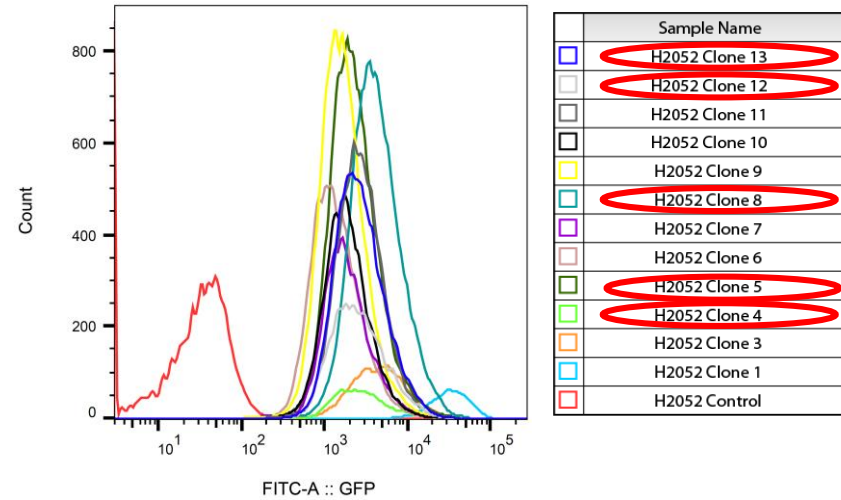 800
600
400
200
0
Count
10^1
10^2
10^3
10^4
10^5
FITC-A :: GFP
Sample Name
H2052 Clone 13
H2052 Clone 12
H2052 Clone 11
H2052 Clone 10
H2052 Clone 9
H2052 Clone 8
H2052 Clone 7
H2052 Clone 6
H2052 Clone 5
H2052 Clone 4
H2052 Clone 3
H2052 Clone 1
H2052 Control